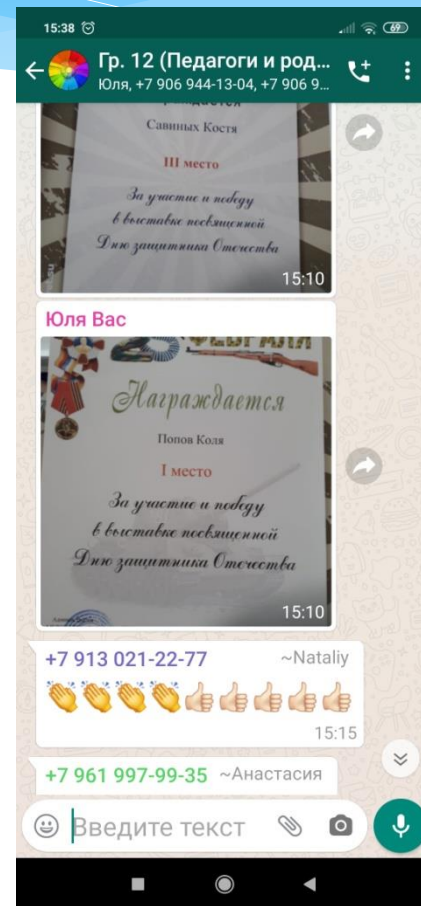 15:38
69
Гр. 12 (Педагоги и род...
Юля, +7 906 944-13-04, +7 906 9...
Савиных Костя
III место
За участие и победу
в выставке посвященной
Дню защитника Отечества
15:10
Юля Вас
ФЕВРАЛЯ
Награждается
Попов Коля
I место
За участие и победу
в выставке посвященной
Дню защитника Отечества
15:10
+7 913 021-22-77 ~Nataliy
👏👏👏👏👍🏻👍🏻👍🏻👍🏻👍🏻
15:15
+7 961 997-99-35 ~Анастасия
Введите текст